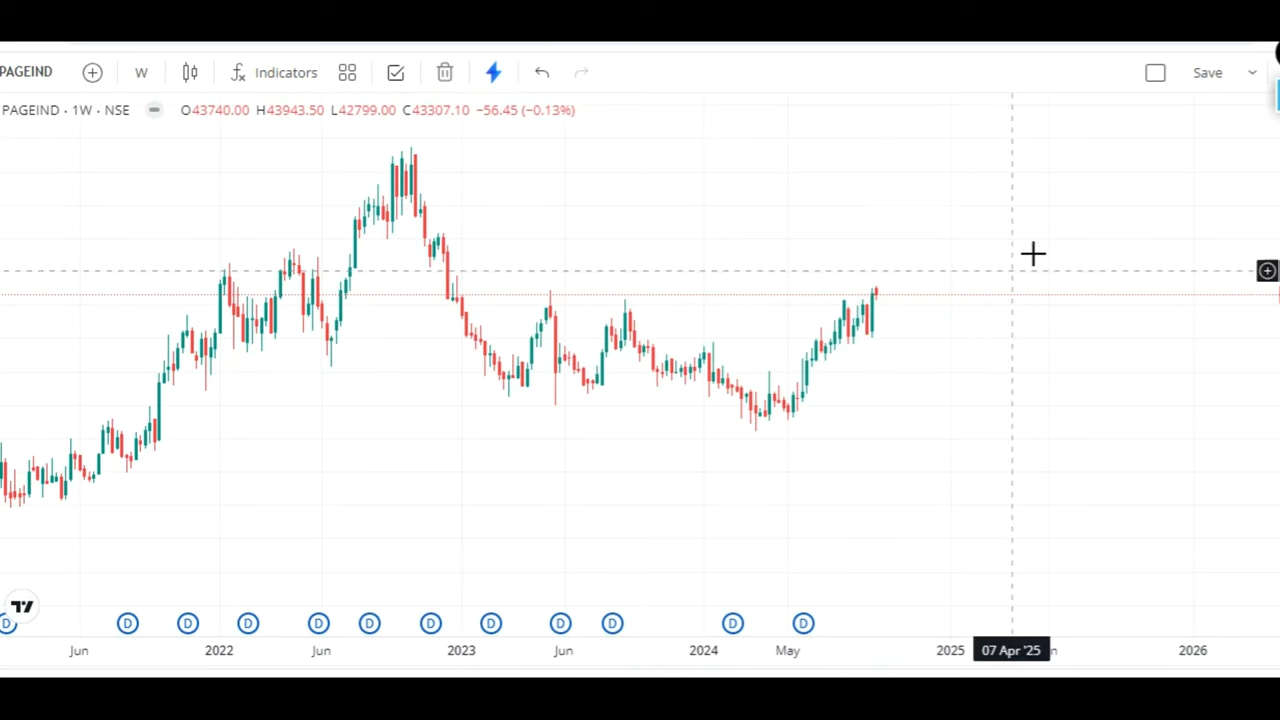 PAGEIND W Indicators Save
PAGEIND · 1W · NSE O43740.00 H43943.50 L42799.00 C43307.10 −56.45 (−0.13%)
D D D D D D D D D D D D
Jun 2022 Jun 2023 Jun 2024 May 2025 07 Apr '25 n 2026